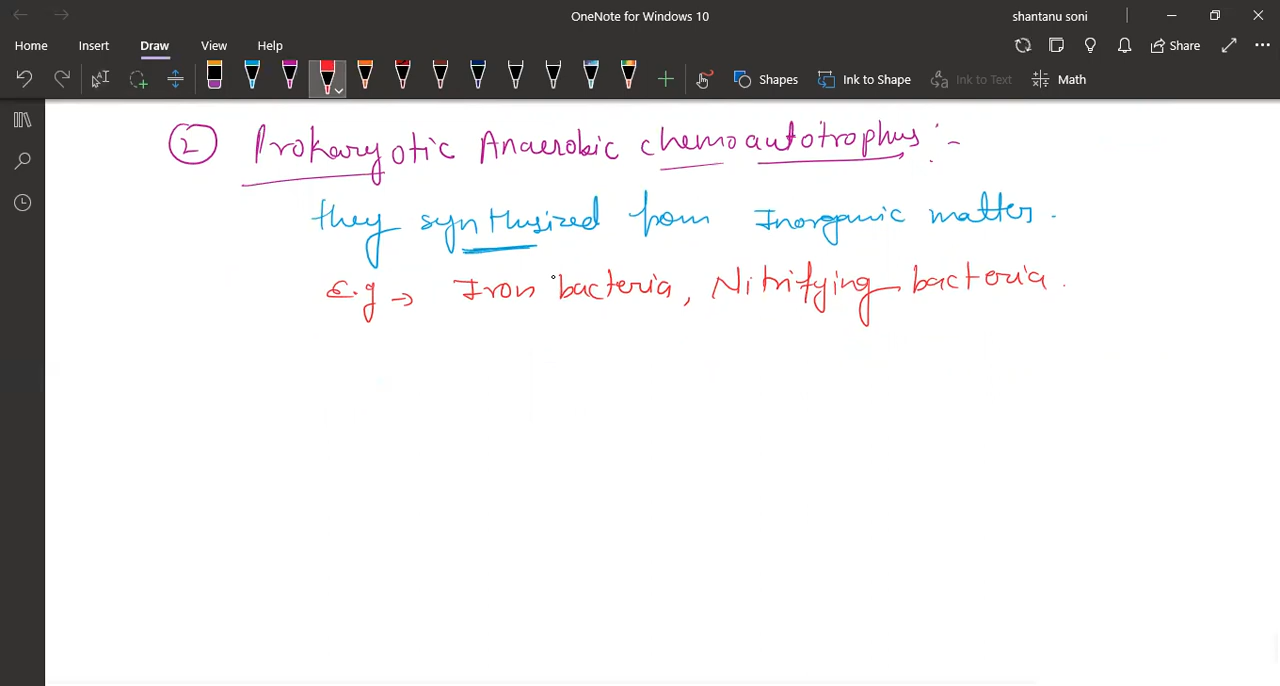 OneNote for Windows 10
shantanu soni
Home Insert Draw View Help
Share
Shapes Ink to Shape Ink to Text Math
2 Prokaryotic Anaerobic chemoautotrophus :-
they synthusized from Inorganic matter.
e.g → Iron bacteria, Nitrifying bacteria.